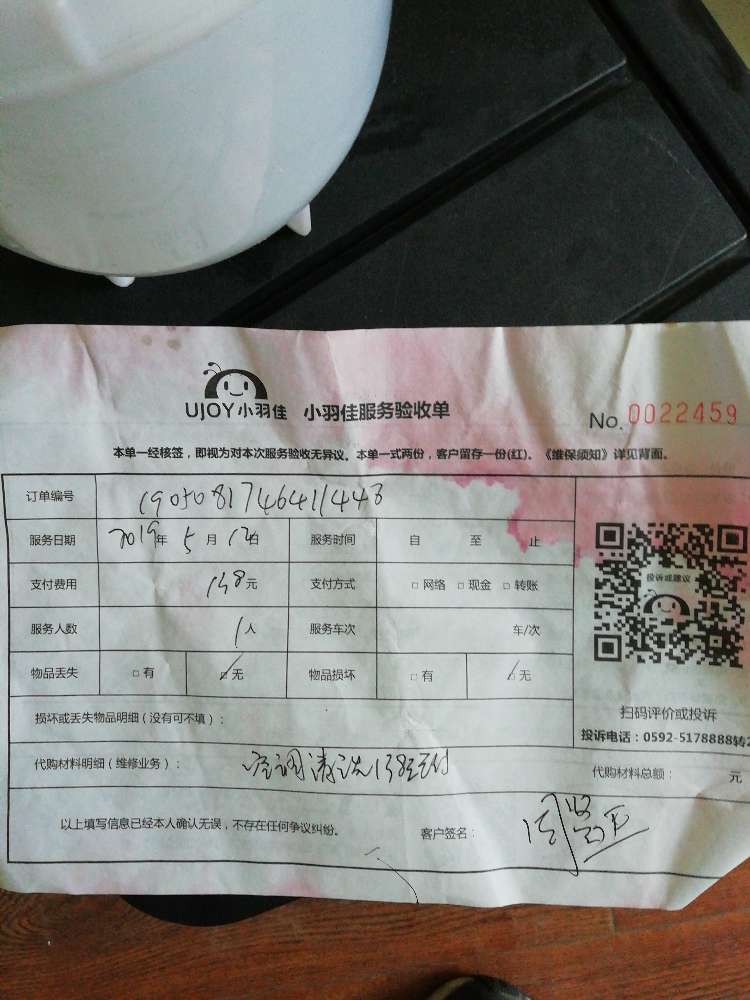 UJOY小羽佳 小羽佳服务验收单
No. 0022459
本单一经核签，即视为对本次服务验收无异议。本单一式两份，客户留存一份(红)。《维保须知》详见背面。
订单编号 190508174641443
服务日期 2019年 5月 12日 服务时间 自 至 止
支付费用 138元 支付方式 □网络 □现金 □转账
服务人数 1人 服务车次 车/次
物品丢失 □有 □无 物品损坏 □有 □无
损坏或丢失物品明细（没有可不填）：
代购材料明细（维修业务）： 空调清洗138 代购材料总额： 元
以上填写信息已经本人确认无误，不存在任何争议纠纷。 客户签名：
投诉或建议
扫码评价或投诉
投诉电话：0592-5178888转2